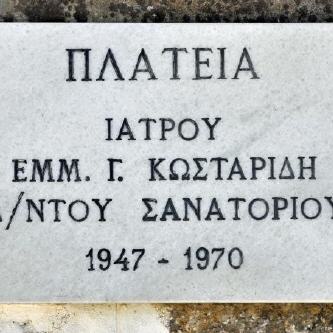 ΠΛΑΤΕΙΑ
ΙΑΤΡΟΥ
ΕΜΜ. Γ. ΚΩΣΤΑΡΙΔΗ
Δ/ΝΤΟΥ ΣΑΝΑΤΟΡΙΟΥ
1947 - 1970